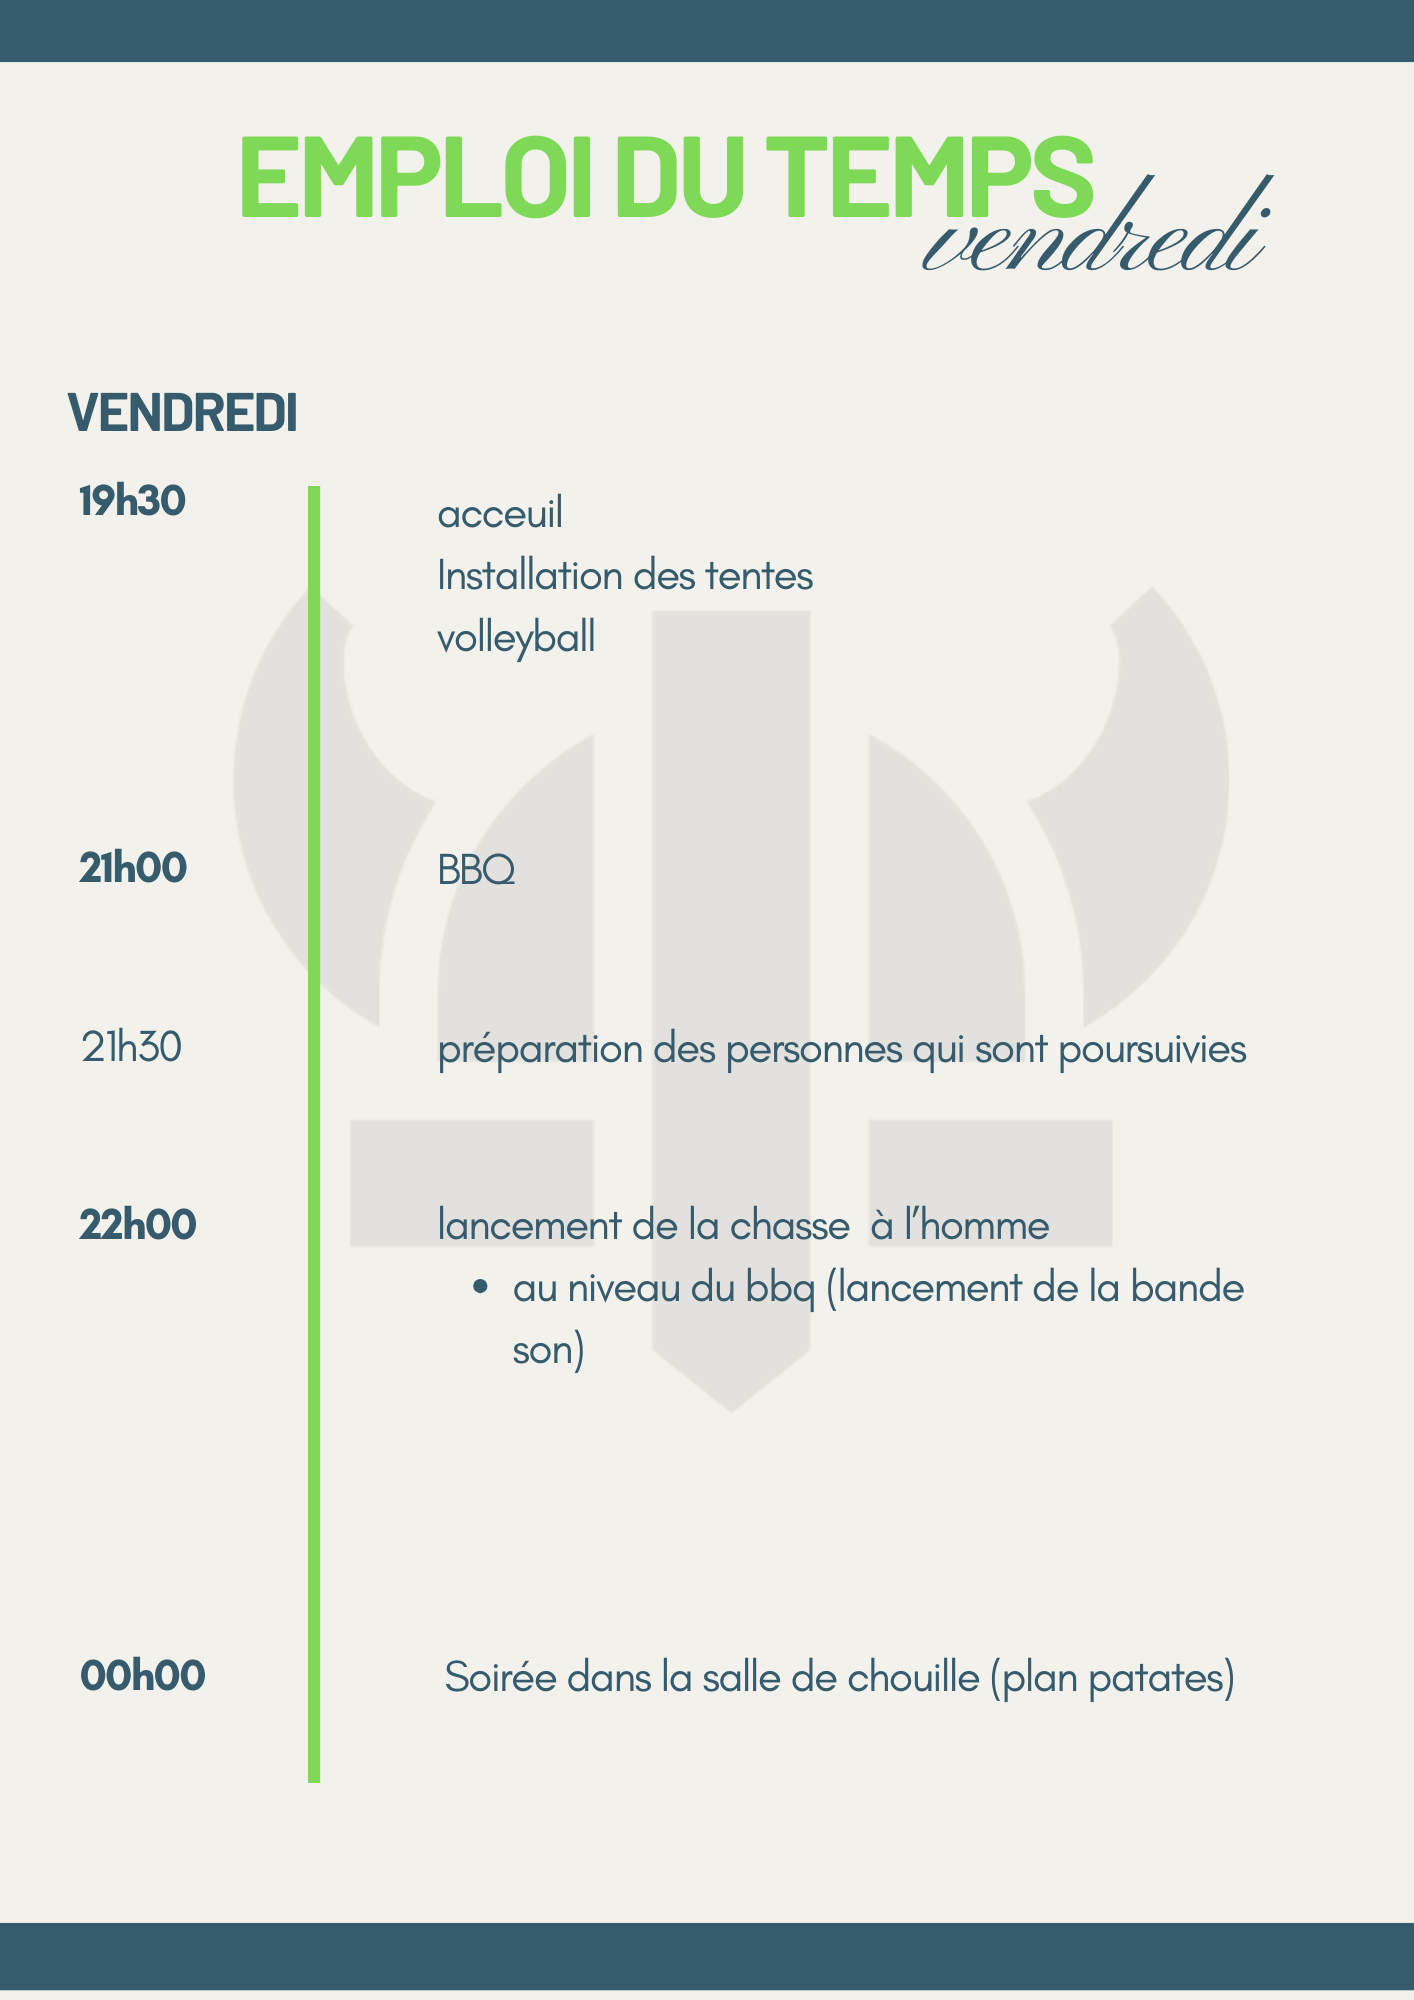 EMPLOI DU TEMPS
vendredi
VENDREDI
19h30
acceuil
Installation des tentes
volleyball
21h00
BBQ
21h30
préparation des personnes qui sont poursuivies
22h00
lancement de la chasse  à l'homme
• au niveau du bbq (lancement de la bande
son)
00h00
Soirée dans la salle de chouille (plan patates)